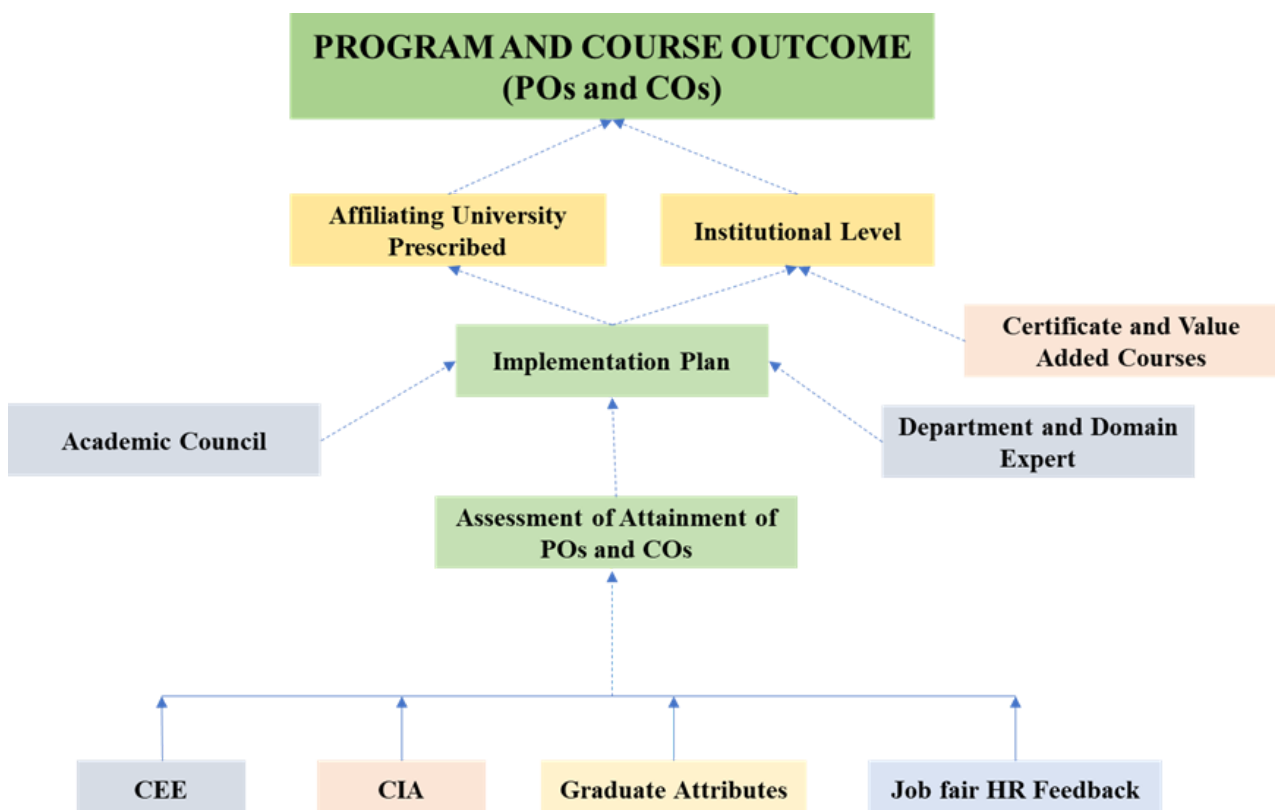 PROGRAM AND COURSE OUTCOME
(POs and COs)
Affiliating University
Prescribed
Institutional Level
Certificate and Value
Added Courses
Implementation Plan
Academic Council
Department and Domain
Expert
Assessment of Attainment of
POs and COs
CEE
CIA
Graduate Attributes
Job fair HR Feedback